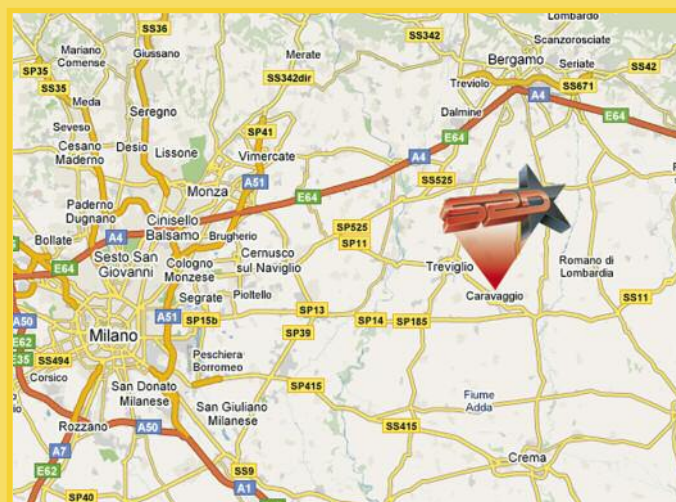 SS36
Lombardo
SS342
Scanzorosciate
Mariano
Comense
Giussano
Merate
Bergamo
Seriate
SS42
SP35
SS342dir
Treviolo
SS671
SS35
Meda
Seregno
Dalmine
A4
E64
Seveso
SP41
E64
Cesano
Maderno
Desio
Lissone
Vimercate
A4
Monza
A51
SS525
E64
Paderno
Dugnano
Cinisello
Balsamo
S2D
SP525
Bollate
A4
Brugherio
SP11
Sesto San
Giovanni
Cernusco
sul Naviglio
E64
Cologno
Monzese
Treviglio
Romano di
Lombardia
Segrate
Pioltello
Caravaggio
SS11
A50
A51
SP15b
SP13
SP14
SP185
Milano
E62
SP39
E35
SS494
Peschiera
Borromeo
Corsico
San Donato
Milanese
SP415
Fiume
Adda
San Giuliano
Milanese
Rozzano
A50
SS415
A7
Crema
E62
SS9
SP40
A1